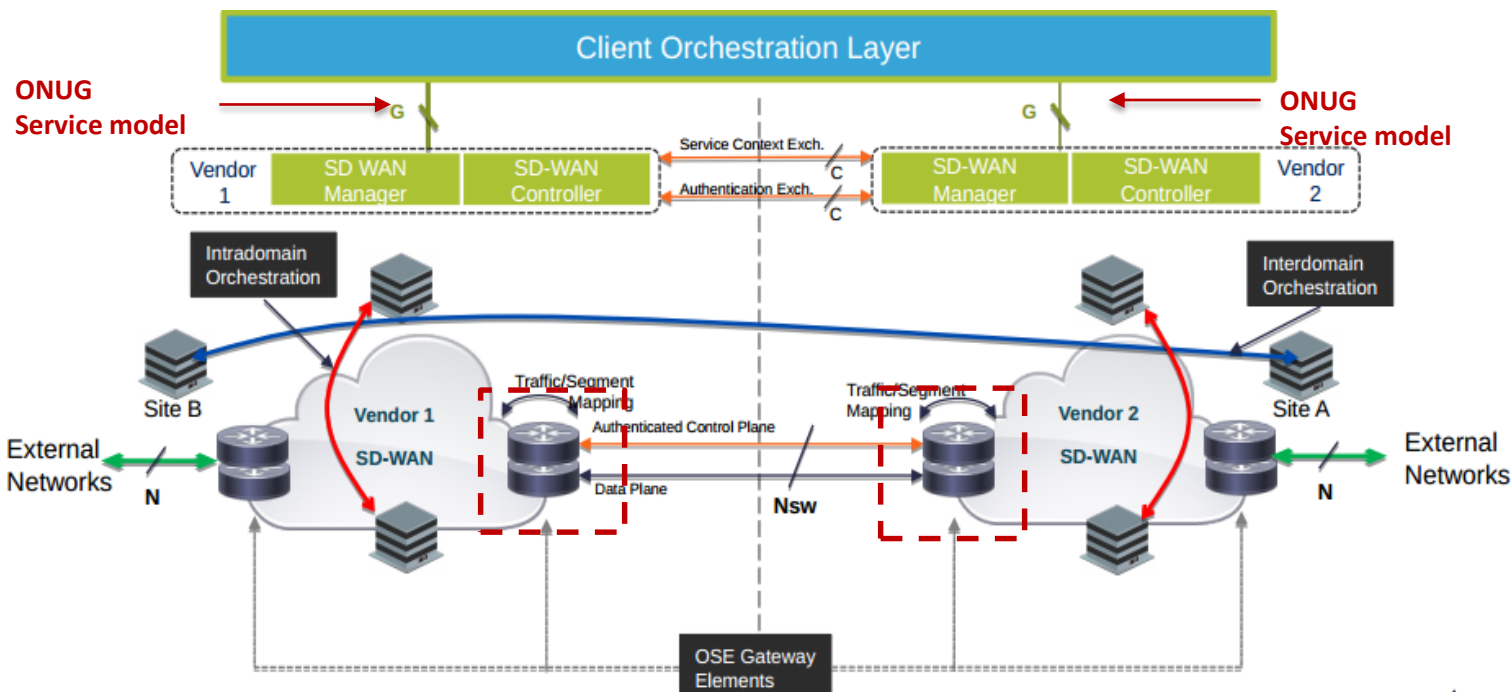 Client Orchestration Layer
ONUG
Service model
G
G
ONUG
Service model
Service Context Exch.
C
Authentication Exch.
C
Vendor
1
SD WAN
Manager
SD-WAN
Controller
SD-WAN
Manager
SD-WAN
Controller
Vendor
2
Intradomain
Orchestration
Interdomain
Orchestration
Site B
Site A
Traffic/Segment
Mapping
Traffic/Segment
Mapping
Vendor 1
SD-WAN
Vendor 2
SD-WAN
Authenticated Control Plane
Data Plane
Nsw
External
Networks
N
External
Networks
N
OSE Gateway
Elements